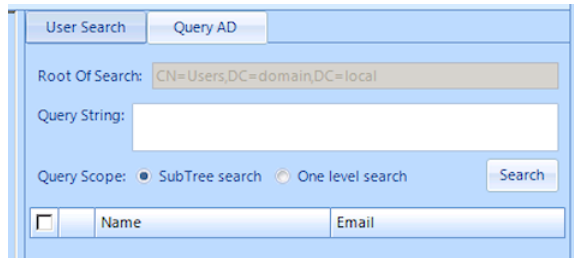 User Search Query AD
Root Of Search: CN=Users,DC=domain,DC=local
Query String:
Query Scope: SubTree search One level search Search
Name Email